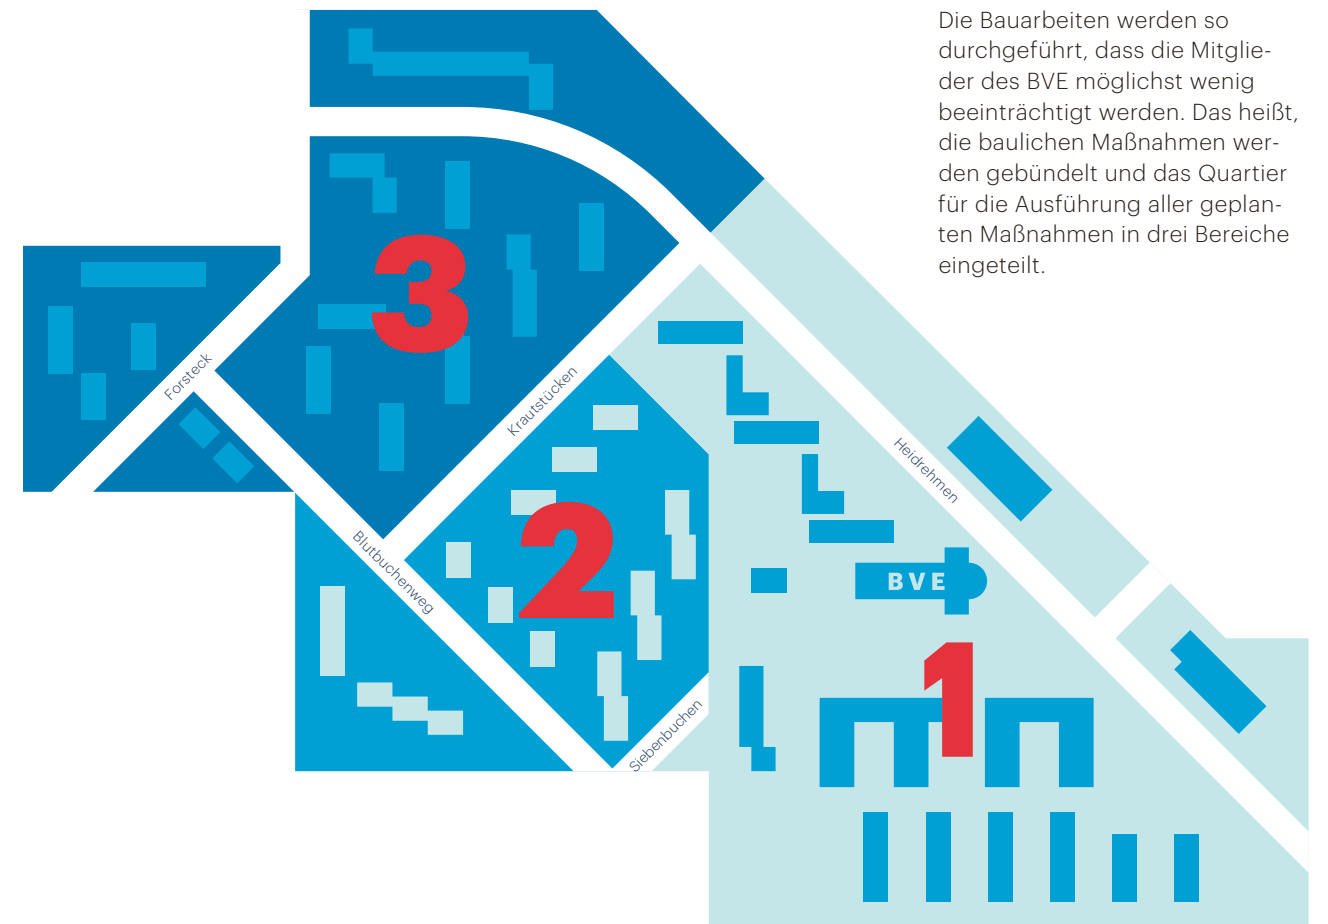 Die Bauarbeiten werden so
durchgeführt, dass die Mitglie-
der des BVE möglichst wenig
beeinträchtigt werden. Das heißt,
die baulichen Maßnahmen wer-
den gebündelt und das Quartier
für die Ausführung aller geplan-
ten Maßnahmen in drei Bereiche
eingeteilt.
3
Forsteck
Krautstücken
Heidrehmen
2
Blutbuchenweg
BVE
1
Siebenbuchen